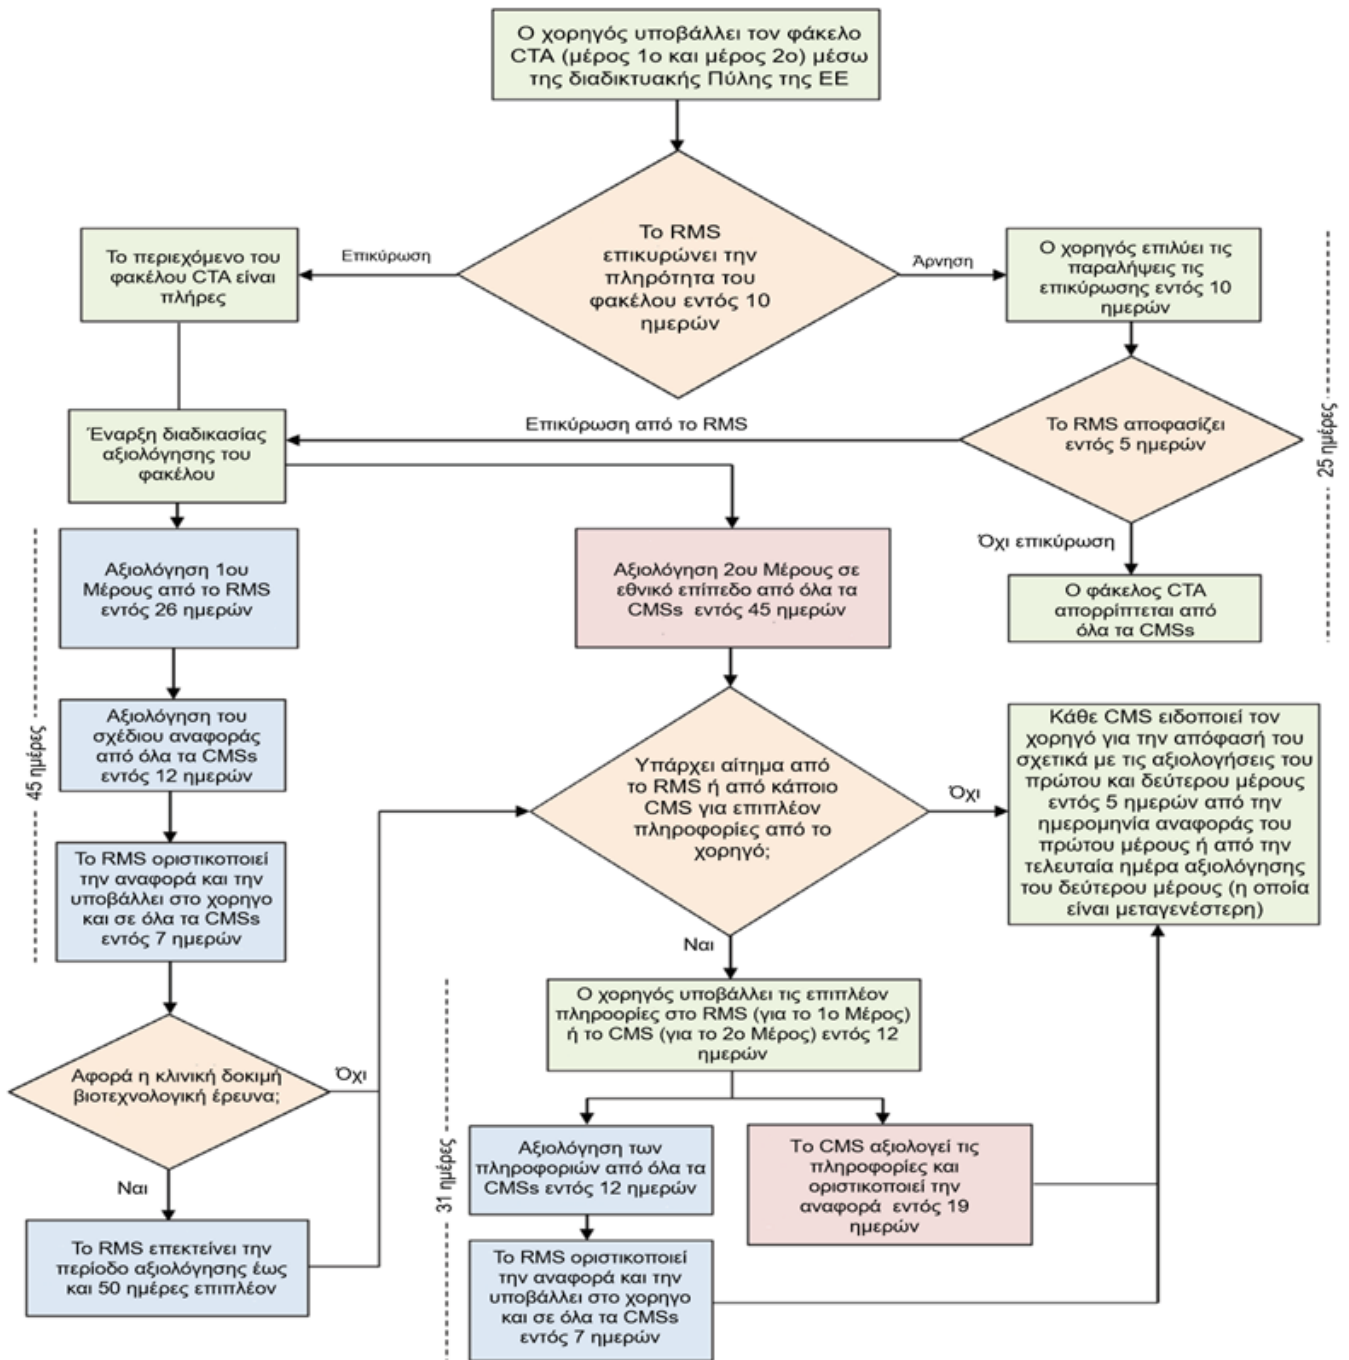 Ο χορηγός υποβάλλει τον φάκελο
CTA (μέρος 1ο και μέρος 2ο) μέσω
της διαδικτυακής Πύλης της ΕΕ
Το RMS
επικυρώνει την
πληρότητα του
φακέλου εντός 10
ημερών
Επικύρωση
Άρνηση
Το περιεχόμενο του
φακέλου CTA είναι
πλήρες
Ο χορηγός επιλύει τις
παραλήψεις τις
επικύρωσης εντός 10
ημερών
Το RMS αποφασίζει
εντός 5 ημερών
25 ημέρες
Επικύρωση από το RMS
Έναρξη διαδικασίας
αξιολόγησης του
φακέλου
Όχι επικύρωση
Ο φάκελος CTA
απορρίπτεται από
όλα τα CMSs
Αξιολόγηση 1ου
Μέρους από το RMS
εντός 26 ημερών
Αξιολόγηση 2ου Μέρους σε
εθνικό επίπεδο από όλα τα
CMSs εντός 45 ημερών
45 ημέρες
Αξιολόγηση του
σχέδιου αναφοράς
από όλα τα CMSs
εντός 12 ημερών
Το RMS οριστικοποιεί
την αναφορά και την
υποβάλλει στο χορηγο
και σε όλα τα CMSs
εντός 7 ημερών
Υπάρχει αίτημα από
το RMS ή από κάποιο
CMS για επιπλέον
πληροφορίες από το
χορηγό;
Όχι
Κάθε CMS ειδοποιεί τον
χορηγό για την απόφασή του
σχετικά με τις αξιολογήσεις του
πρώτου και δεύτερου μέρους
εντός 5 ημερών από την
ημερομηνία αναφοράς του
πρώτου μέρους ή από την
τελευταία ημέρα αξιολόγησης
του δεύτερου μέρους (η οποία
είναι μεταγενέστερη)
Ναι
Ο χορηγός υποβάλλει τις επιπλέον
πληροορίες στο RMS (για το 1ο Μέρος)
ή το CMS (για το 2ο Μέρος) εντός 12
ημερών
Αφορά η κλινική δοκιμή
βιοτεχνολογική έρευνα;
Όχι
Ναι
Το RMS επεκτείνει την
περίοδο αξιολόγησης έως
και 50 ημέρες επιπλέον
31 ημέρες
Αξιολόγηση των
πληροφοριών από όλα τα
CMSs εντός 12 ημερών
Το CMS αξιολογεί τις
πληροφορίες και
οριστικοποιεί την
αναφορά εντός 19
ημερών
Το RMS οριστικοποιεί
την αναφορά και την
υποβάλλει στο χορηγο
και σε όλα τα CMSs
εντός 7 ημερών